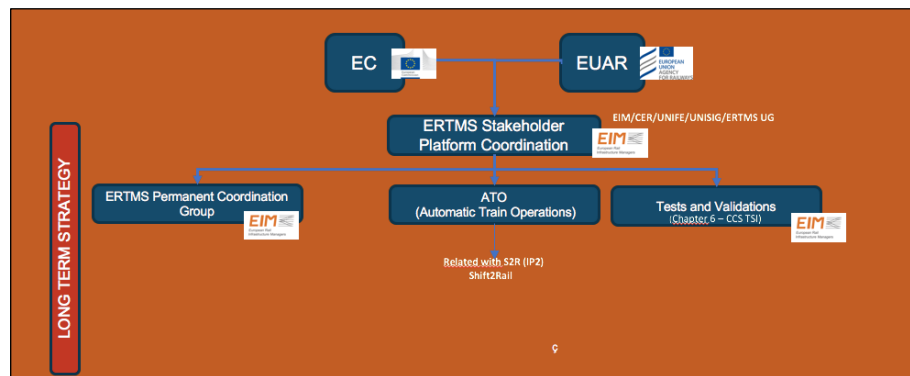 EC
EUAR
EUROPEAN
UNION
AGENCY
FOR RAILWAYS
EIM/CER/UNIFE/UNISIG/ERTMS UG
ERTMS Stakeholder
Platform Coordination
EIM
European Rail
Infrastructure Managers
LONG TERM STRATEGY
ERTMS Permanent Coordination
Group
EIM
European Rail
Infrastructure Managers
ATO
(Automatic Train Operations)
Tests and Validations
(Chapter 6 – CCS TSI)
EIM
European Rail
Infrastructure Managers
Related with S2R (IP2)
Shift2Rail
ç